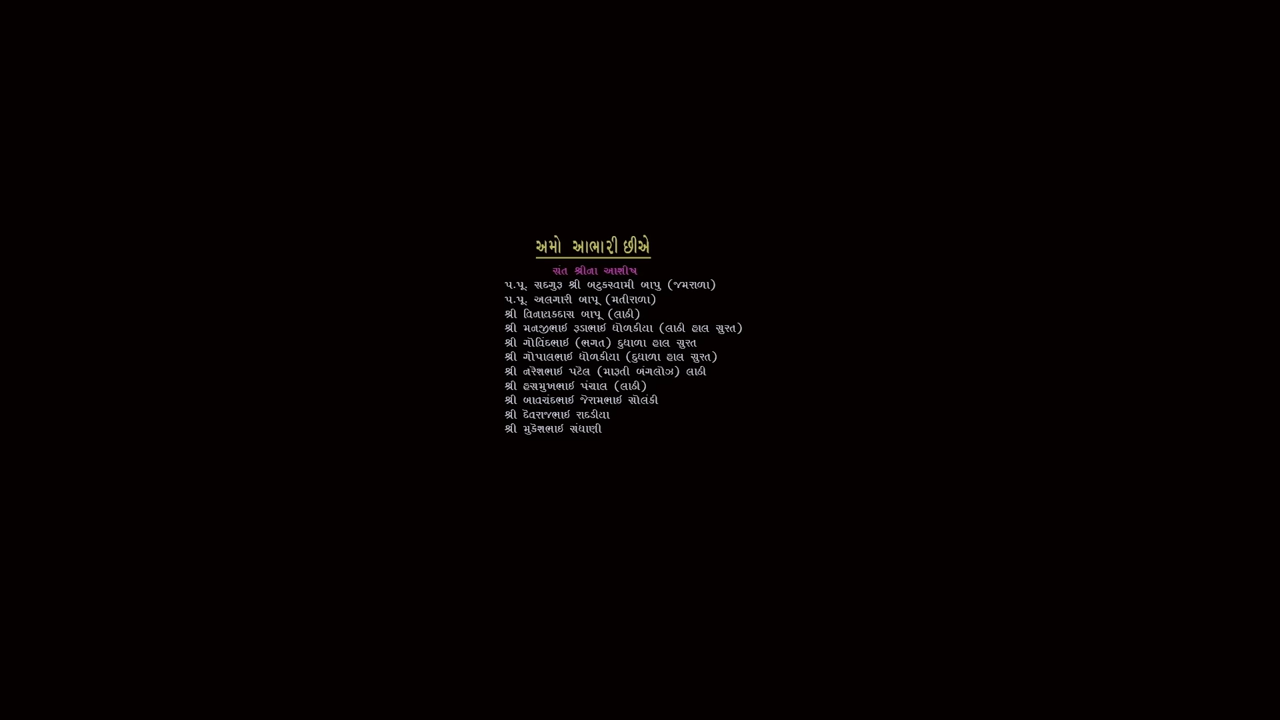 અમો આભારી છીએ
સંત શ્રીના આશીષ
પ.પૂ. સદગુરૂ શ્રી બટુકસ્વામી બાપુ (જમરાળા)
પ.પૂ. અલગારી બાપૂ (મતીરાળા)
શ્રી વિનાયકદાસ બાપૂ (લાઠી)
શ્રી મનજીભાઈ રૂડાભાઈ ધોળકીયા (લાઠી હાલ સુરત)
શ્રી ગોવિંદભાઈ (ભગત) દુધાળા હાલ સુરત
શ્રી ગોપાલભાઈ ધોળકીયા (દુધાળા હાલ સુરત)
શ્રી નરેશભાઈ પટેલ (મારૂતી બંગલોઝ) લાઠી
શ્રી હસમુખભાઈ પંચાલ (લાઠી)
શ્રી બાવચંદભાઈ જેરામભાઈ સોલંકી
શ્રી દેવરાજભાઈ રાદડીયા
શ્રી મુકેશભાઈ સંઘાણી